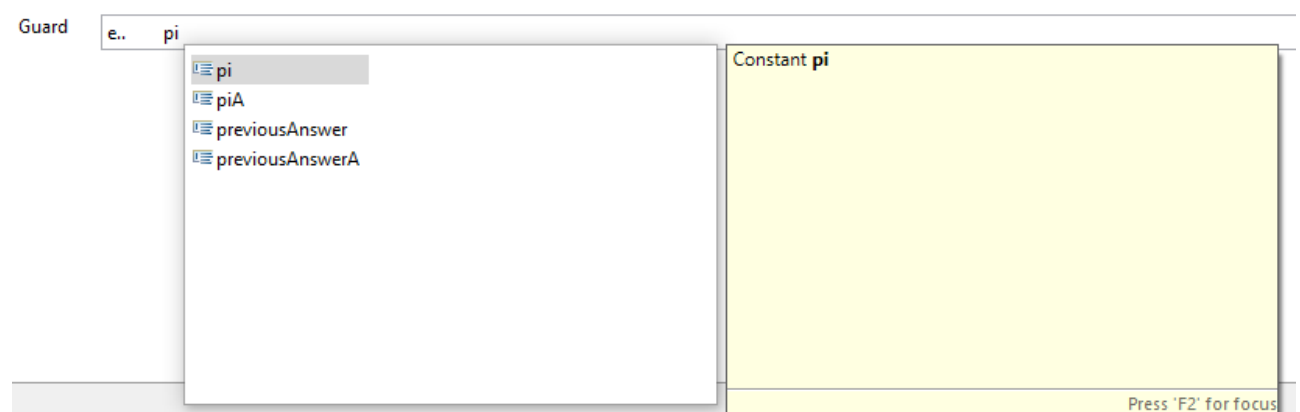 Guard
e.. pi
pi
piA
previousAnswer
previousAnswerA
Constant pi
Press 'F2' for focus